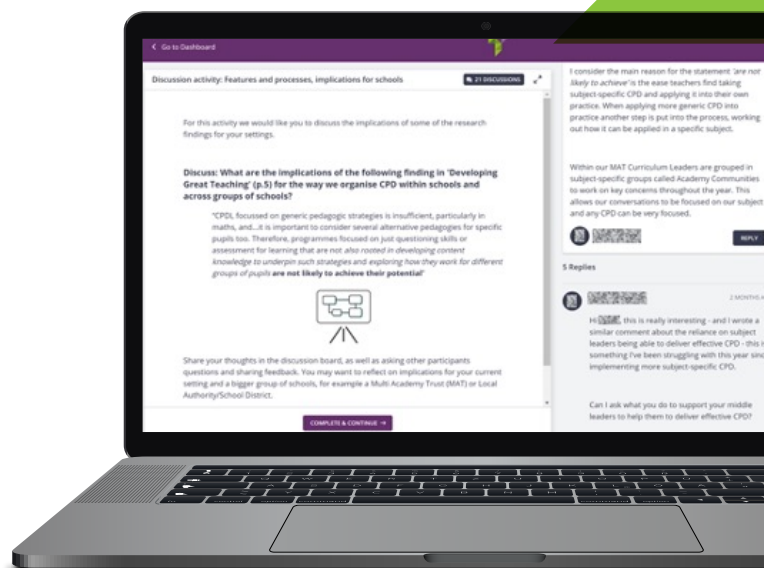 Go to Dashboard
Discussion activity: Features and processes, implications for schools
21 DISCUSSIONS
For this activity we would like you to discuss the implications of some of the research
findings for your settings.
Discuss: What are the implications of the following finding in 'Developing
Great Teaching' (p.5) for the way we organise CPD within schools and
across groups of schools?
"CPDL focussed on generic pedagogic strategies is insufficient, particularly in
maths, and...it is important to consider several alternative pedagogies for specific
pupils too. Therefore, programmes focused on just questioning skills or
assessment for learning that are not also rooted in developing content
knowledge to underpin such strategies and exploring how they work for different
groups of pupils are not likely to achieve their potential"
Share your thoughts in the discussion board, as well as asking other participants
questions and sharing feedback. You may want to reflect on implications for your current
setting and a bigger group of schools, for example a Multi Academy Trust (MAT) or Local
Authority/School District.
COMPLETE & CONTINUE
I consider the main reason for the statement 'are not
likely to achieve' is the ease teachers find taking
subject-specific CPD and applying it into their own
practice. When applying more generic CPD into
practice another step is put into the process, working
out how it can be applied in a specific subject.
Within our MAT Curriculum Leaders are grouped in
subject-specific groups called Academy Communities
to work on key concerns throughout the year. This
allows our conversations to be focused on our subject
and any CPD can be very focused.
REPLY
5 Replies
2 MONTHS
Hi , this is really interesting - and I wrote a
similar comment about the reliance on subject
leaders being able to deliver effective CPD - this is
something I've been struggling with this year
implementing more subject-specific CPD.
Can I ask what you do to support your middle
leaders to help them to deliver effective CPD?